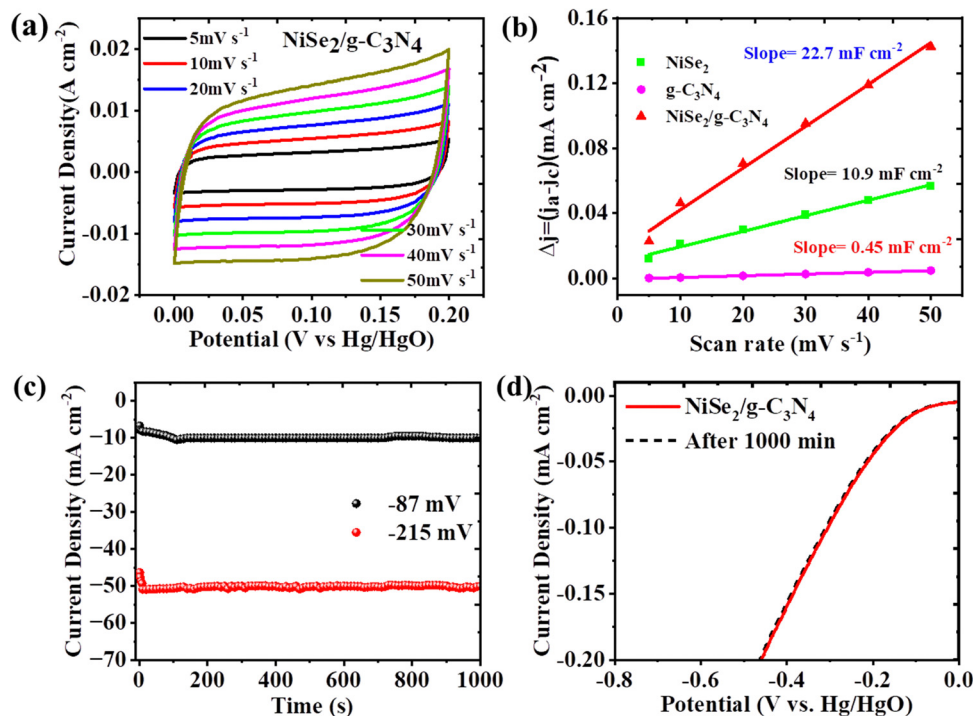 (a)
NiSe₂/g-C₃N₄
5mV s⁻¹
10mV s⁻¹
20mV s⁻¹
30mV s⁻¹
40mV s⁻¹
50mV s⁻¹
Current Density(A cm⁻²)
0.02
0.01
0.00
-0.01
-0.02
0.00
0.05
0.10
0.15
0.20
Potential (V vs Hg/HgO)
(b)
Slope= 22.7 mF cm⁻²
NiSe₂
g-C₃N₄
NiSe₂/g-C₃N₄
Slope= 10.9 mF cm⁻²
Slope= 0.45 mF cm⁻²
Δj=(jₐ-jc)(mA cm⁻²)
0.16
0.12
0.08
0.04
0.00
10
20
30
40
50
Scan rate (mV s⁻¹)
(c)
Current Density (mA cm⁻²)
0
−10
−20
−30
−40
−50
−60
−70
-87 mV
-215 mV
0
200
400
600
800
1000
Time (s)
(d)
NiSe₂/g-C₃N₄
After 1000 min
Current Density (mA cm⁻²)
0.00
-0.05
-0.10
-0.15
-0.20
-0.8
-0.6
-0.4
-0.2
0.0
Potential (V vs. Hg/HgO)